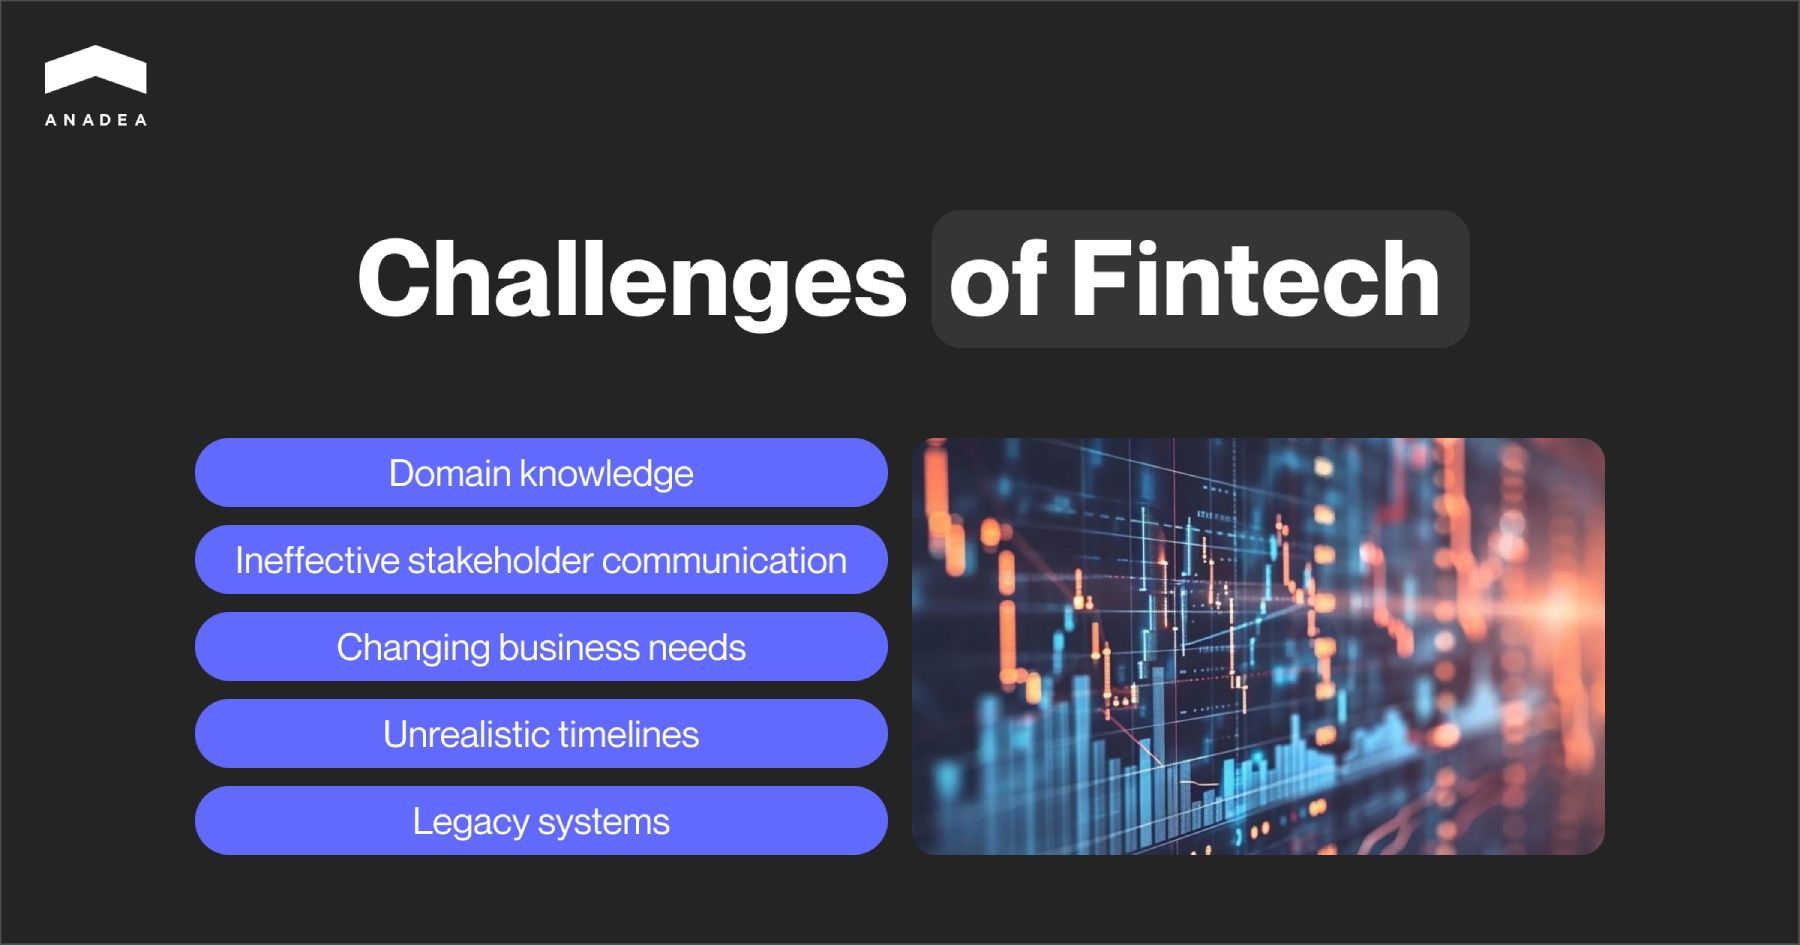 ANADEA
Challenges of Fintech
Domain knowledge
Ineffective stakeholder communication
Changing business needs
Unrealistic timelines
Legacy systems